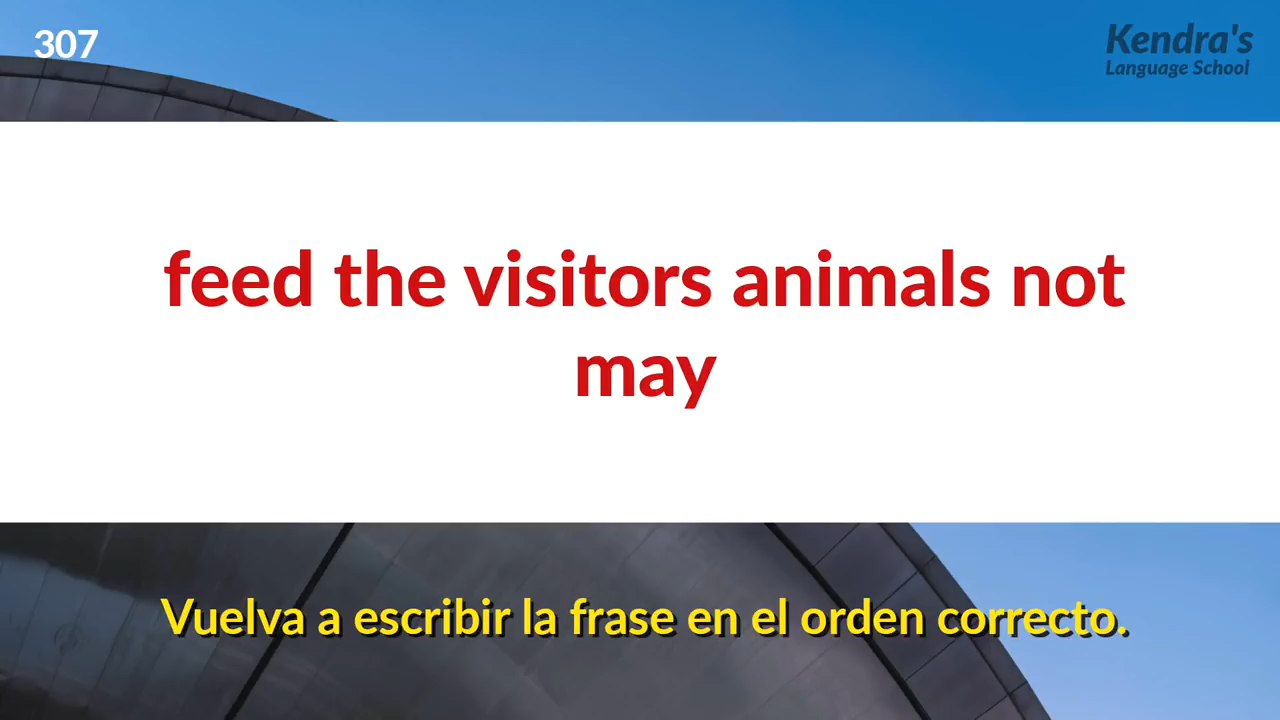 307
Kendra's
Language School
feed the visitors animals not
may
Vuelva a escribir la frase en el orden correcto.